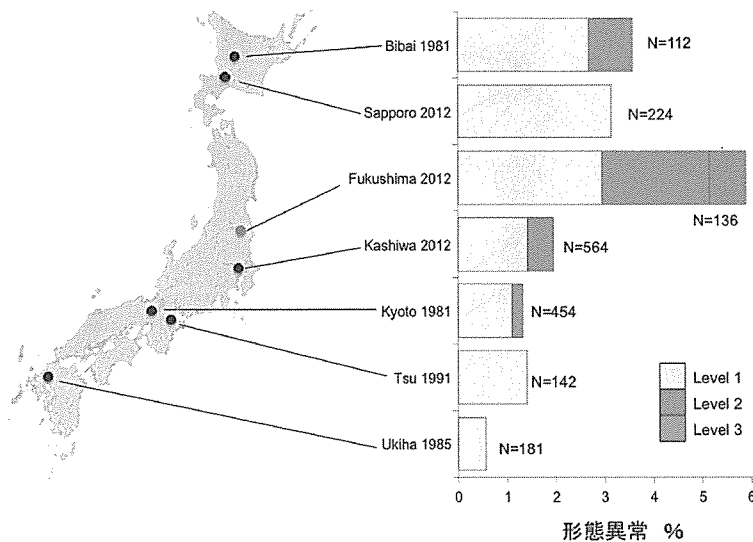 Bibai 1981
N=112
Sapporo 2012
N=224
Fukushima 2012
N=136
Kashiwa 2012
N=564
Kyoto 1981
N=454
Tsu 1991
N=142
Ukiha 1985
N=181
Level 1
Level 2
Level 3
0 1 2 3 4 5 6
形態異常 %